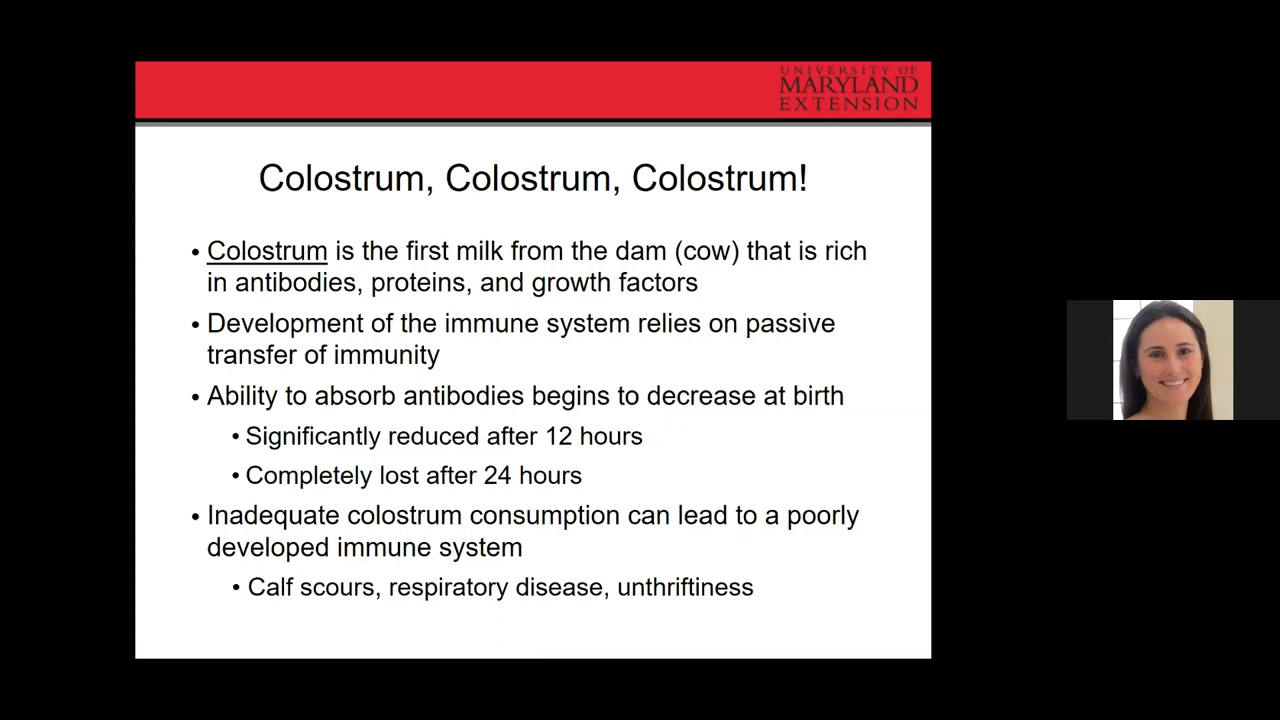 UNIVERSITY OF
MARYLAND
EXTENSION
Colostrum, Colostrum, Colostrum!
• Colostrum is the first milk from the dam (cow) that is rich
in antibodies, proteins, and growth factors
• Development of the immune system relies on passive
transfer of immunity
• Ability to absorb antibodies begins to decrease at birth
• Significantly reduced after 12 hours
• Completely lost after 24 hours
• Inadequate colostrum consumption can lead to a poorly
developed immune system
• Calf scours, respiratory disease, unthriftiness